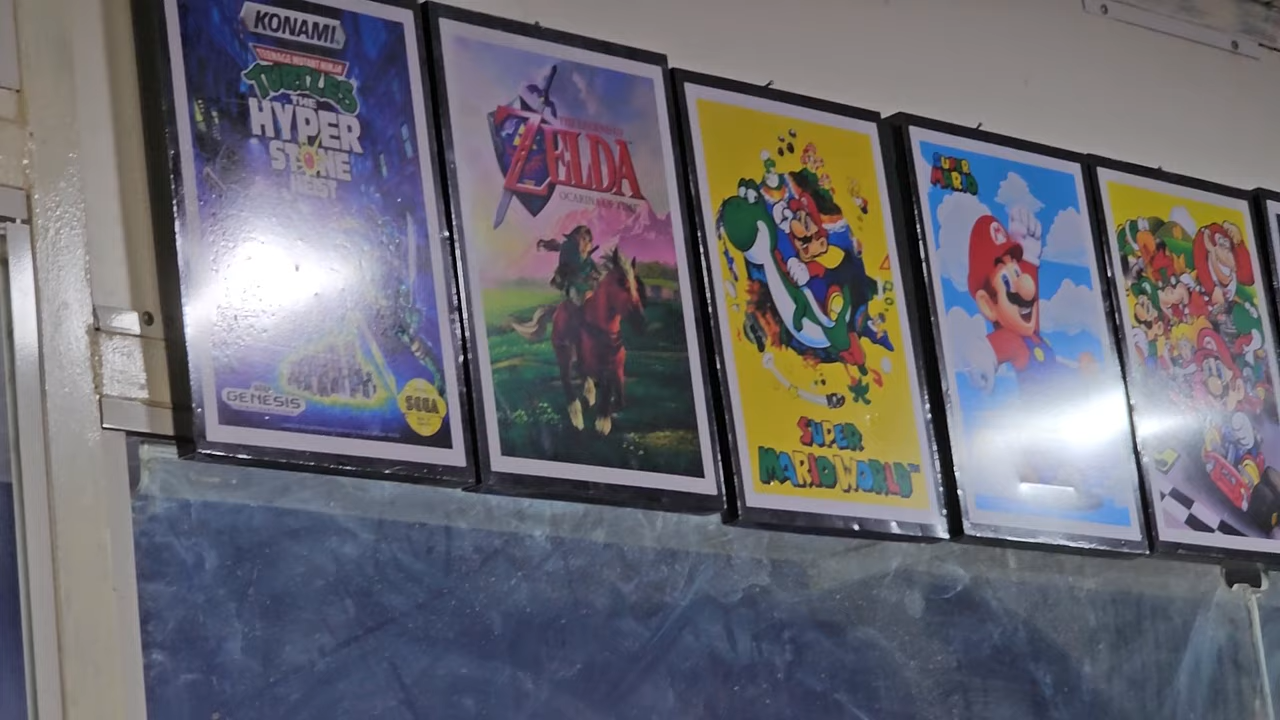 KONAMI
TEENAGE MUTANT NINJA
TURTLES
THE
HYPER
STONE
HEIST
SEGA
GENESIS
SEGA
THE LEGEND OF
ZELDA
OCARINA OF TIME
SUPER
MARIO WORLD
SUPER
MARIO